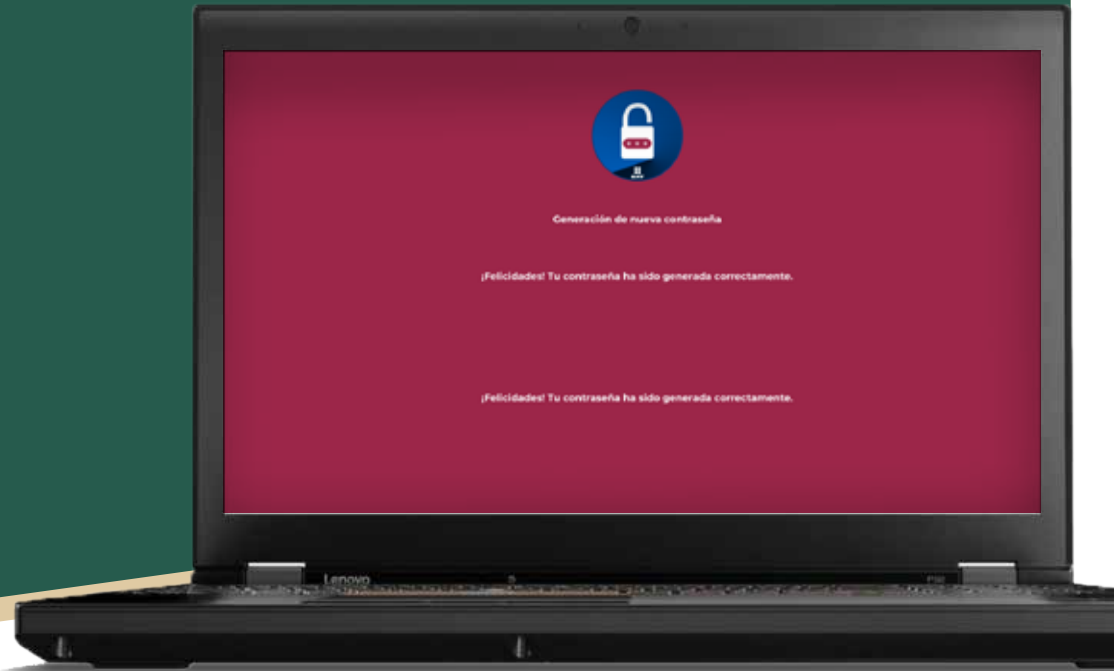 Generación de nueva contraseña
¡Felicidades! Tu contraseña ha sido generada correctamente.
¡Felicidades! Tu contraseña ha sido generada correctamente.
Lenovo